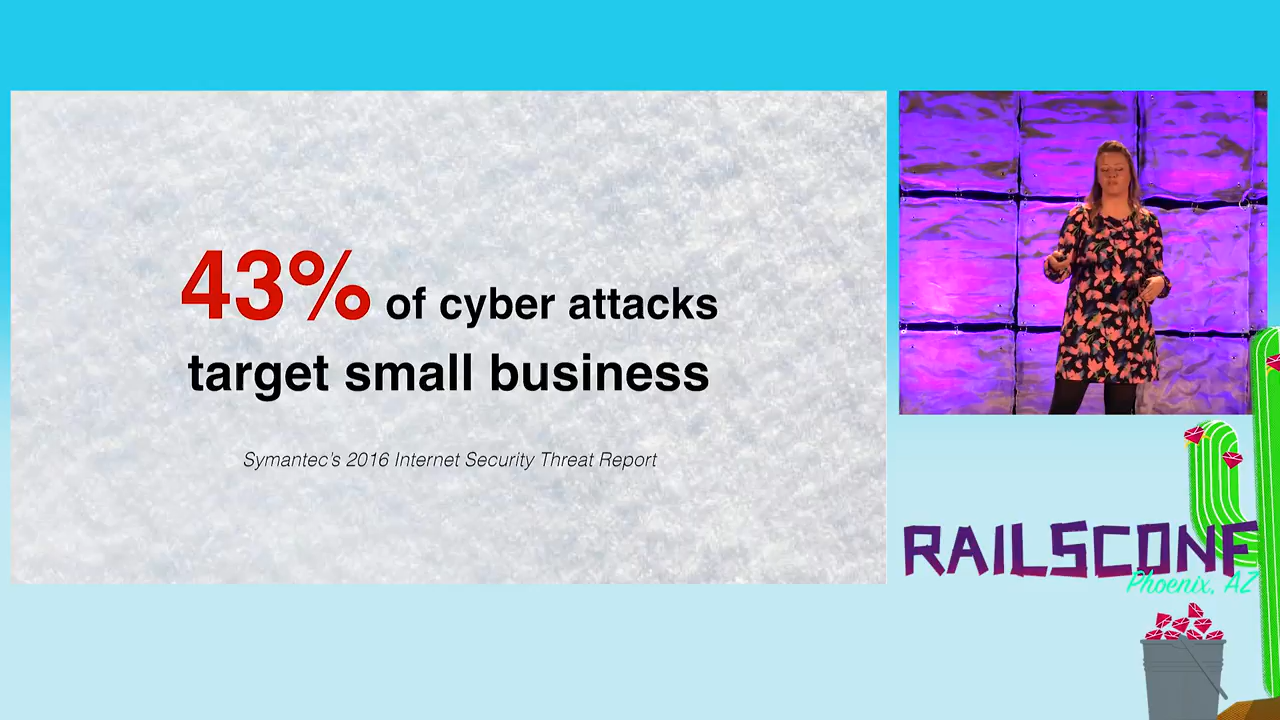 43% of cyber attacks
target small business
Symantec's 2016 Internet Security Threat Report
RAILSCONF
Phoenix, AZ